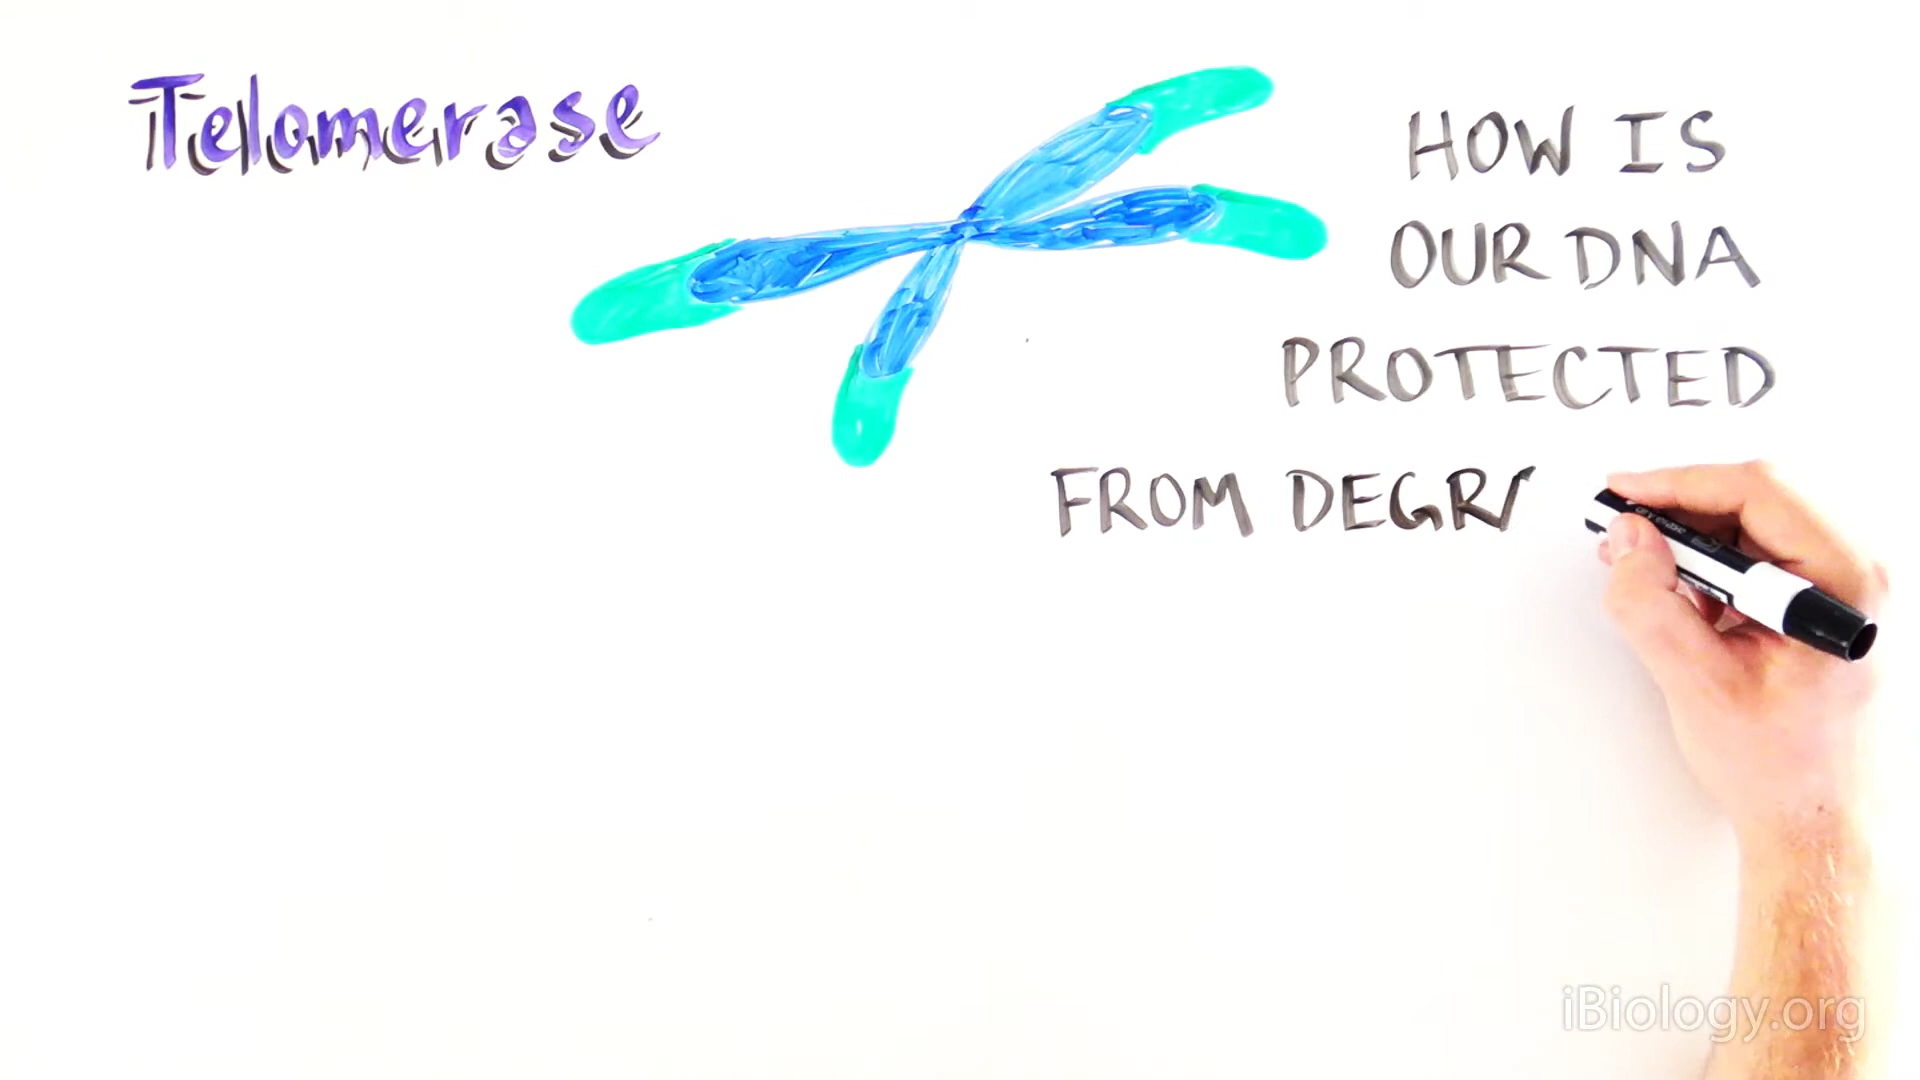 Telomerase
HOW IS
OUR DNA
PROTECTED
FROM DEGR
iBiology.org